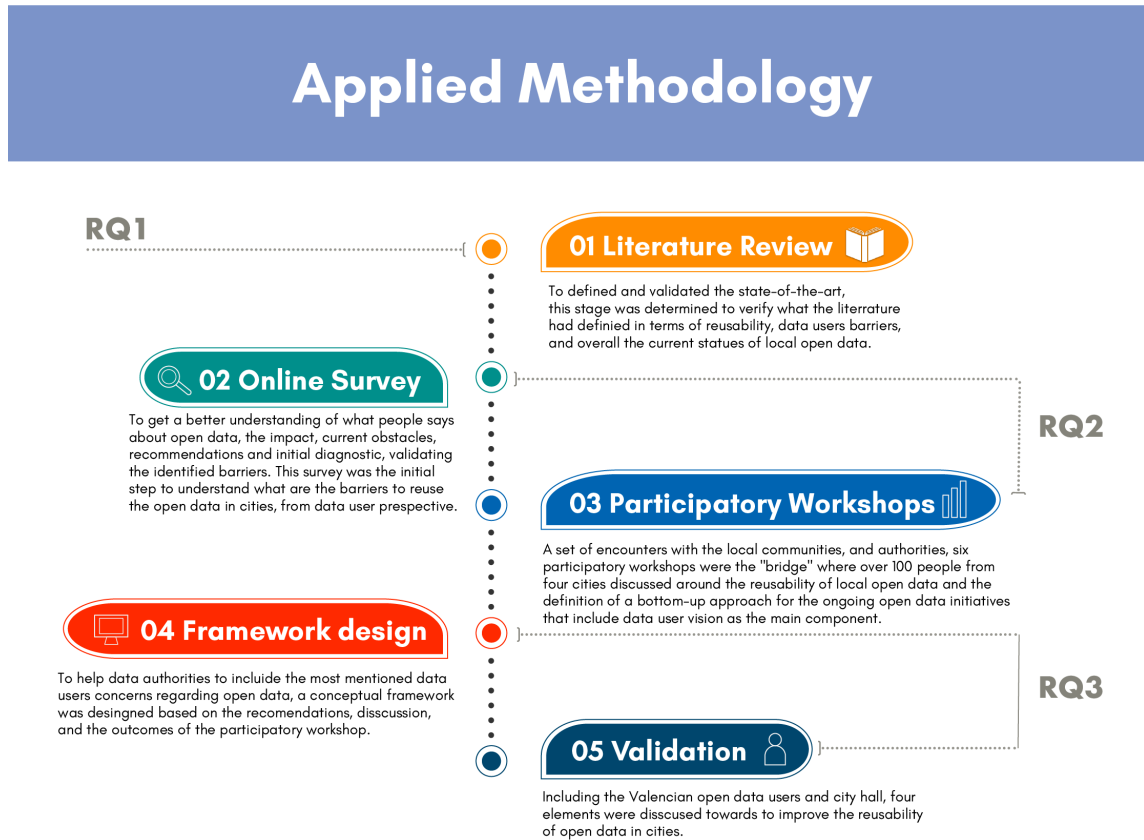 Applied Methodology
RQ1
01 Literature Review
To defined and validated the state-of-the-art,
this stage was determined to verify what the literrature
had definied in terms of reusability, data users barriers,
and overall the current statues of local open data.
02 Online Survey
To get a better understanding of what people says
about open data, the impact, current obstacles,
recommendations and initial diagnostic, validating
the identified barriers. This survey was the initial
step to understand what are the barriers to reuse
the open data in cities, from data user prespective.
RQ2
03 Participatory Workshops
A set of encounters with the local communities, and authorities, six
participatory workshops were the "bridge" where over 100 people from
four cities discussed around the reusability of local open data and the
definition of a bottom-up approach for the ongoing open data initiatives
that include data user vision as the main component.
04 Framework design
To help data authorities to incluide the most mentioned data
users concerns regarding open data, a conceptual framework
was desingned based on the recomendations, disscussion,
and the outcomes of the participatory workshop.
RQ3
05 Validation
Including the Valencian open data users and city hall, four
elements were disscused towards to improve the reusability
of open data in cities.